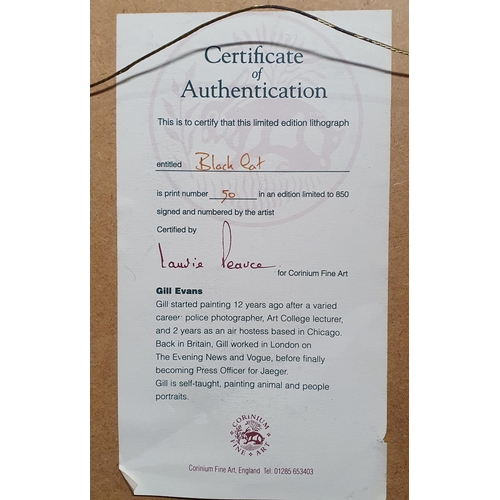 Certificate
of
Authentication
This is to certify that this limited edition lithograph
entitled Black Cat
is print number 50 in an edition limited to 850
signed and numbered by the artist
Certified by
Laurie Pearce for Corinium Fine Art
Gill Evans
Gill started painting 12 years ago after a varied
career: police photographer, Art College lecturer,
and 2 years as an air hostess based in Chicago.
Back in Britain, Gill worked in London on
The Evening News and Vogue, before finally
becoming Press Officer for Jaeger.
Gill is self-taught, painting animal and people
portraits.
CORINIUM
FINE ART
Corinium Fine Art, England Tel: 01285 653403